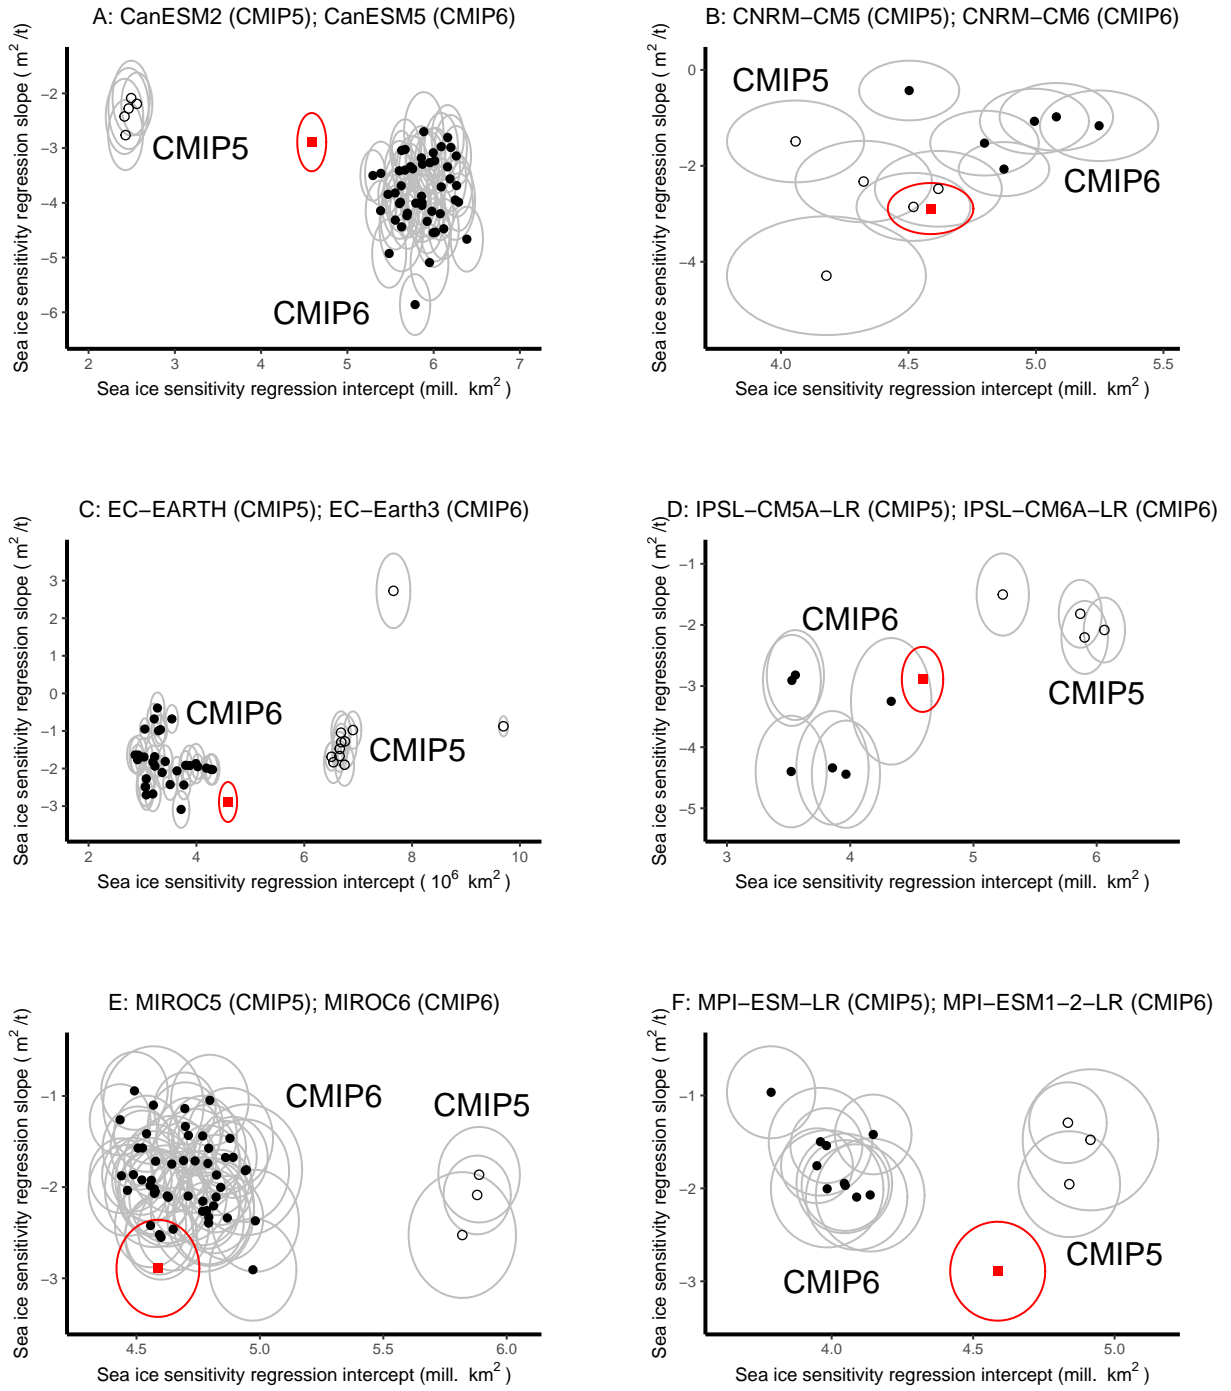 A: CanESM2 (CMIP5); CanESM5 (CMIP6)
Sea ice sensitivity regression slope ( m² /t)
−2
−3
−4
−5
−6
CMIP5
CMIP6
2 3 4 5 6 7
Sea ice sensitivity regression intercept (mill. km² )
B: CNRM−CM5 (CMIP5); CNRM−CM6 (CMIP6)
Sea ice sensitivity regression slope ( m² /t)
0
−2
−4
CMIP5
CMIP6
4.0 4.5 5.0 5.5
Sea ice sensitivity regression intercept (mill. km² )
C: EC−EARTH (CMIP5); EC−Earth3 (CMIP6)
Sea ice sensitivity regression slope ( m² /t)
3
2
1
0
−1
−2
−3
CMIP6
CMIP5
2 4 6 8 10
Sea ice sensitivity regression intercept ( 10⁶ km² )
D: IPSL−CM5A−LR (CMIP5); IPSL−CM6A−LR (CMIP6)
Sea ice sensitivity regression slope ( m² /t)
−1
−2
−3
−4
−5
CMIP6
CMIP5
3 4 5 6
Sea ice sensitivity regression intercept (mill. km² )
E: MIROC5 (CMIP5); MIROC6 (CMIP6)
Sea ice sensitivity regression slope ( m² /t)
−1
−2
−3
CMIP6
CMIP5
4.5 5.0 5.5 6.0
Sea ice sensitivity regression intercept (mill. km² )
F: MPI−ESM−LR (CMIP5); MPI−ESM1−2−LR (CMIP6)
Sea ice sensitivity regression slope ( m² /t)
−1
−2
−3
CMIP6
CMIP5
4.0 4.5 5.0
Sea ice sensitivity regression intercept (mill. km² )